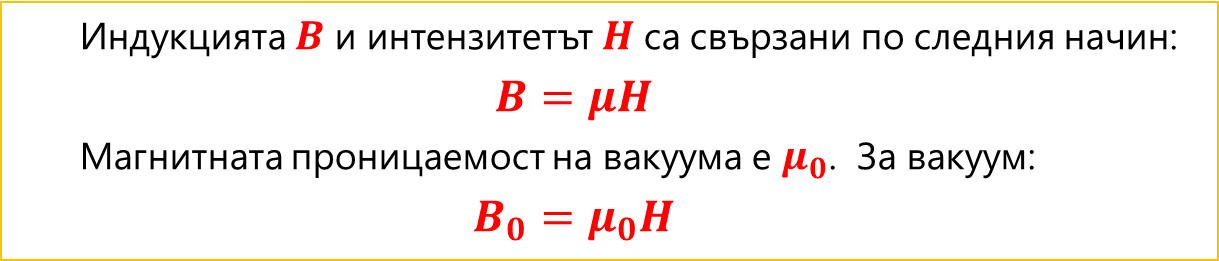 Индукцията B и интензитетът H са свързани по следния начин:
B = μH
Магнитната проницаемост на вакуума е μ₀. За вакуум:
B₀ = μ₀H